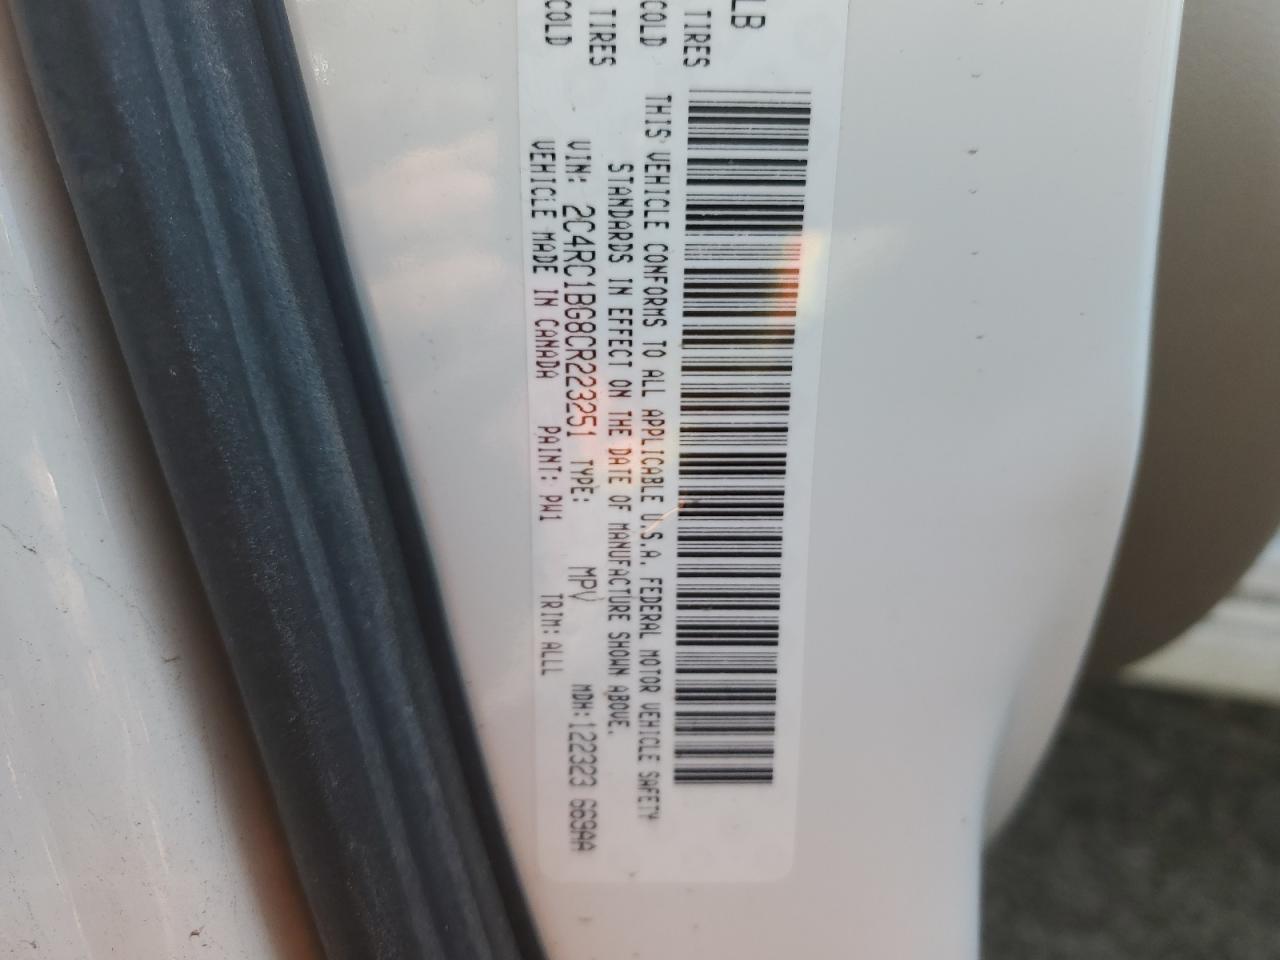 LB
TIRES
COLD
TIRES
COLD
THIS VEHICLE CONFORMS TO ALL APPLICABLE U.S.A. FEDERAL MOTOR VEHICLE SAFETY
STANDARDS IN EFFECT ON THE DATE OF MANUFACTURE SHOWN ABOVE.
VIN: 2C4RC1BG8CR223251 TYPE: MPV MDH:122323 669AA
VEHICLE MADE IN CANADA PAINT: PW1 TRIM: ALLL